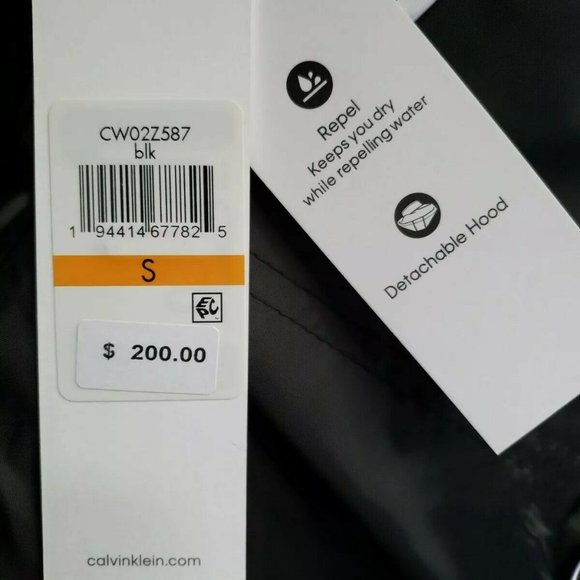 CW02Z587
blk
1 94414 67782 5
S
EPC
$ 200.00
calvinklein.com
Repel
Keeps you dry
while repelling water
Detachable Hood